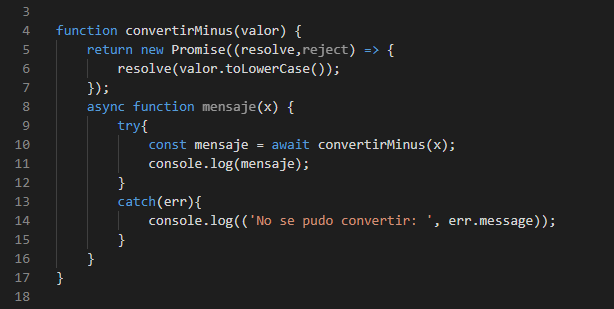 3
4 function convertirMinus(valor) {
5 return new Promise((resolve,reject) => {
6 resolve(valor.toLowerCase());
7 });
8 async function mensaje(x) {
9 try{
10 const mensaje = await convertirMinus(x);
11 console.log(mensaje);
12 }
13 catch(err){
14 console.log(('No se pudo convertir: ', err.message));
15 }
16 }
17 }
18